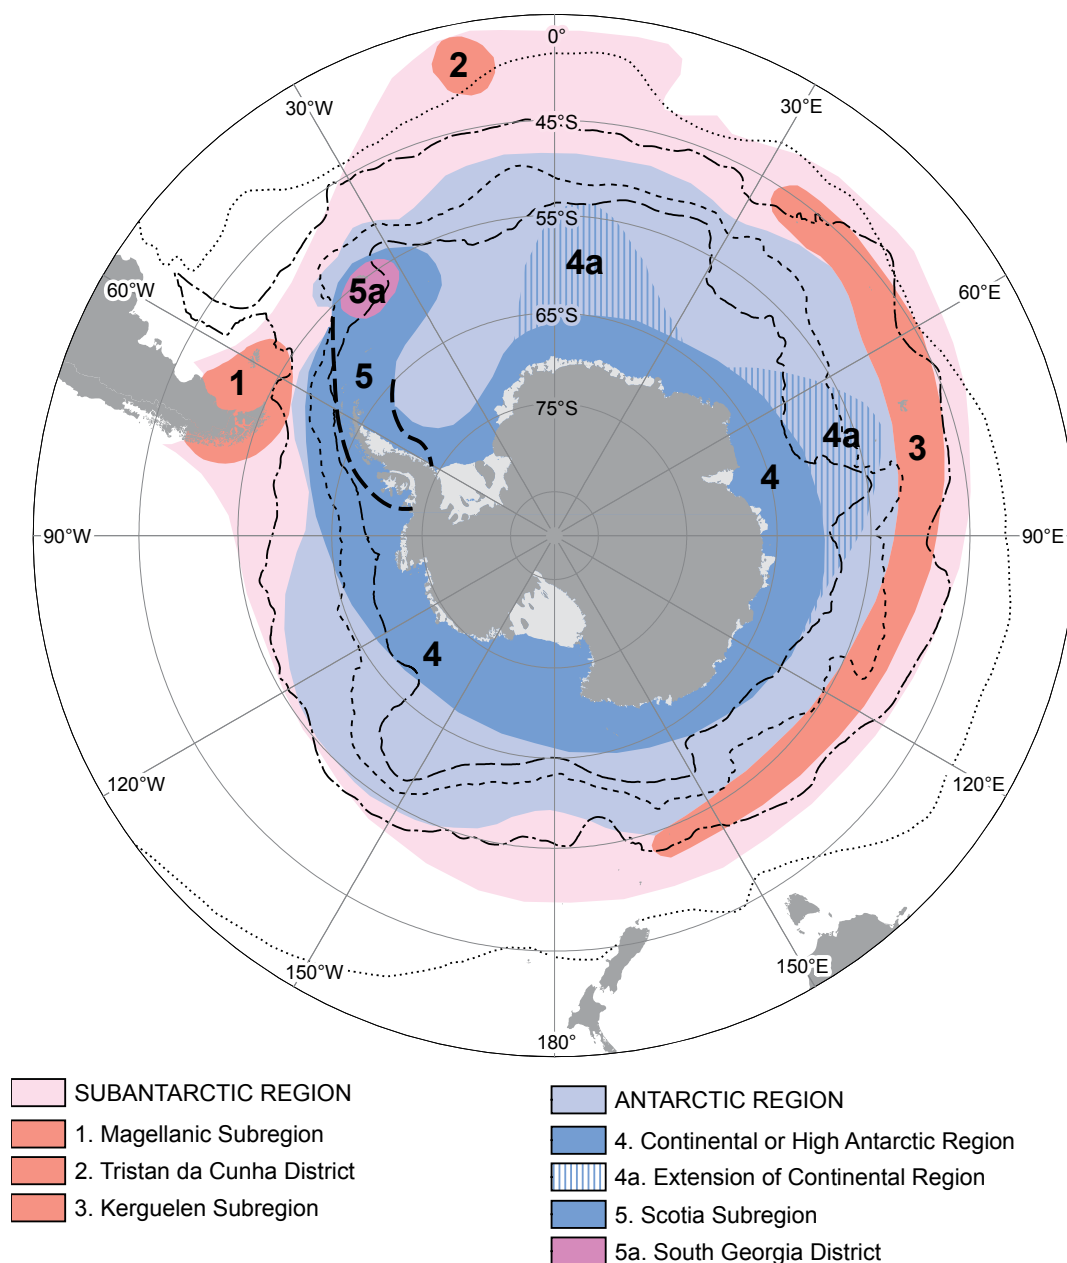 0°
2
30°W
30°E
45°S
55°S
4a
60°W
5a
60°E
65°S
1
5
75°S
4a
3
4
90°W
90°E
4
120°W
120°E
150°W
150°E
180°
SUBANTARCTIC REGION
1. Magellanic Subregion
2. Tristan da Cunha District
3. Kerguelen Subregion
ANTARCTIC REGION
4. Continental or High Antarctic Region
4a. Extension of Continental Region
5. Scotia Subregion
5a. South Georgia District